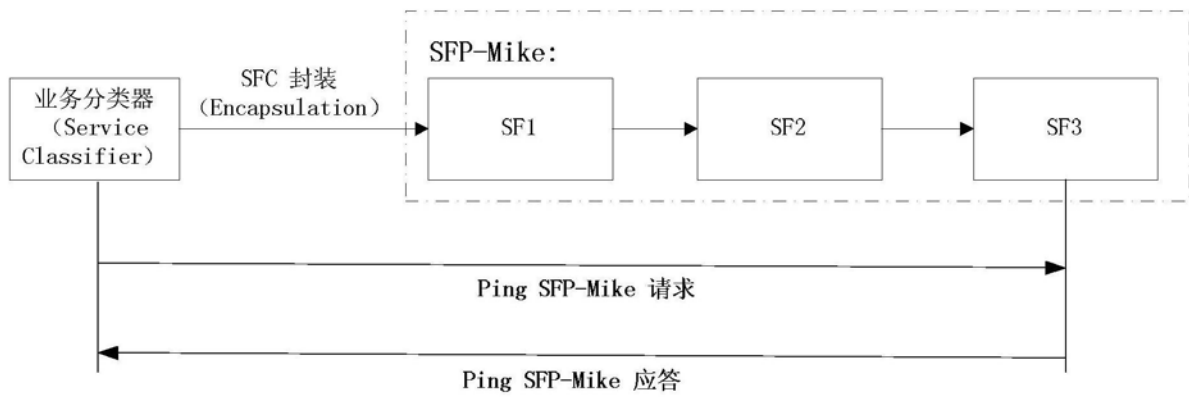 SFP-Mike:
SFC 封装
（Encapsulation）
业务分类器
（Service
Classifier）
SF1
SF2
SF3
Ping SFP-Mike 请求
Ping SFP-Mike 应答